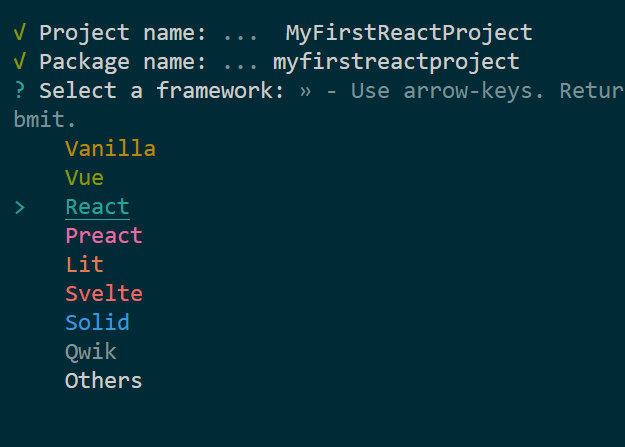 √ Project name: ... MyFirstReactProject
√ Package name: ... myfirstreactproject
? Select a framework: » - Use arrow-keys. Retur
bmit.
Vanilla
Vue
> React
Preact
Lit
Svelte
Solid
Qwik
Others